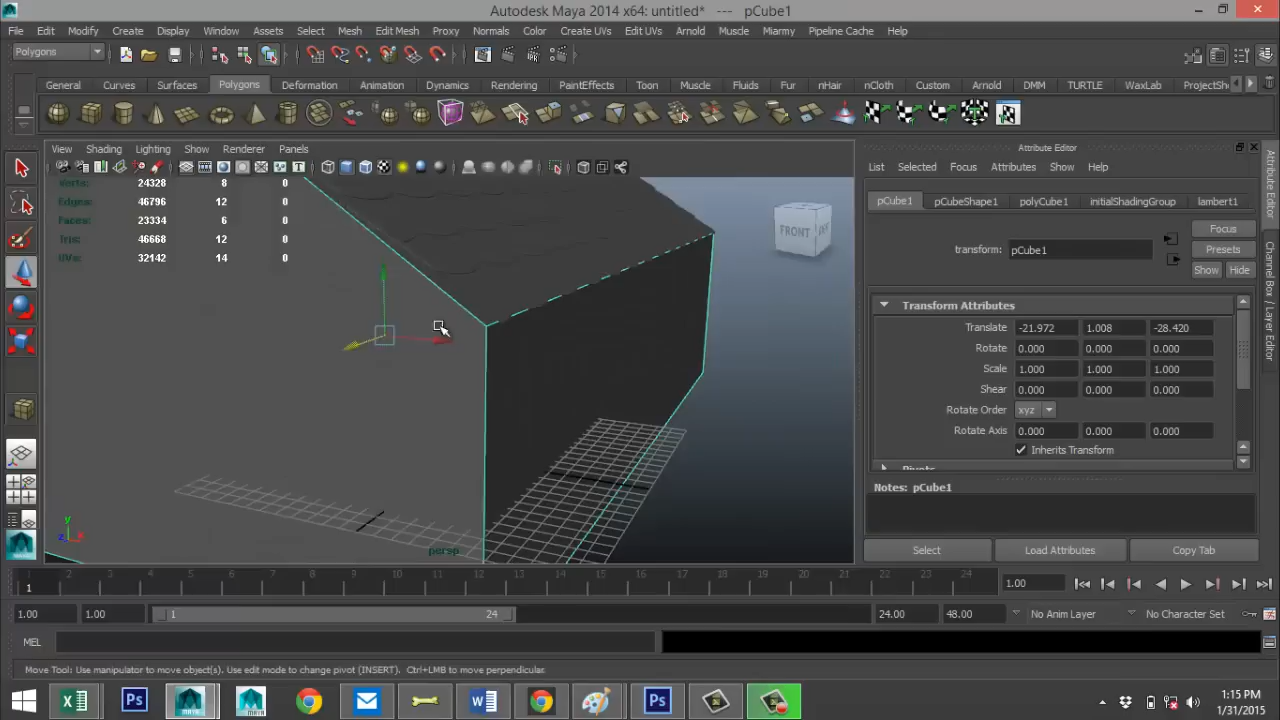 Autodesk Maya 2014 x64: untitled* --- pCube1
File Edit Modify Create Display Window Assets Select Mesh Edit Mesh Proxy Normals Color Create UVs Edit UVs Arnold Muscle Miarmy Pipeline Cache Help
Polygons
General Curves Surfaces Polygons Deformation Animation Dynamics Rendering PaintEffects Toon Muscle Fluids Fur nHair nCloth Custom Arnold DMM TURTLE WaxLab ProjectSh
View Shading Lighting Show Renderer Panels
Attribute Editor
List Selected Focus Attributes Show Help
Verts: 24328 8 0
Edges: 46796 12 0
Faces: 23334 6 0
Tris: 46668 12 0
UVs: 32142 14 0
FRONT
pCube1 pCubeShape1 polyCube1 initialShadingGroup lambert1
Focus
transform: pCube1
Presets
Show Hide
Transform Attributes
Translate -21.972 1.008 -28.420
Rotate 0.000 0.000 0.000
Scale 1.000 1.000 1.000
Shear 0.000 0.000 0.000
Rotate Order xyz
Rotate Axis 0.000 0.000 0.000
Inherits Transform
Pivots
Notes: pCube1
Select Load Attributes Copy Tab
Attribute Editor
Channel Box / Layer Editor
y
z x
persp
1 2 3 4 5 6 7 8 9 10 11 12 13 14 15 16 17 18 19 20 21 22 23 24
1
1.00
1.00 1.00 1 24 24.00 48.00 No Anim Layer No Character Set
MEL
Move Tool: Use manipulator to move object(s). Use edit mode to change pivot (INSERT). Ctrl+LMB to move perpendicular.
1:15 PM
1/31/2015